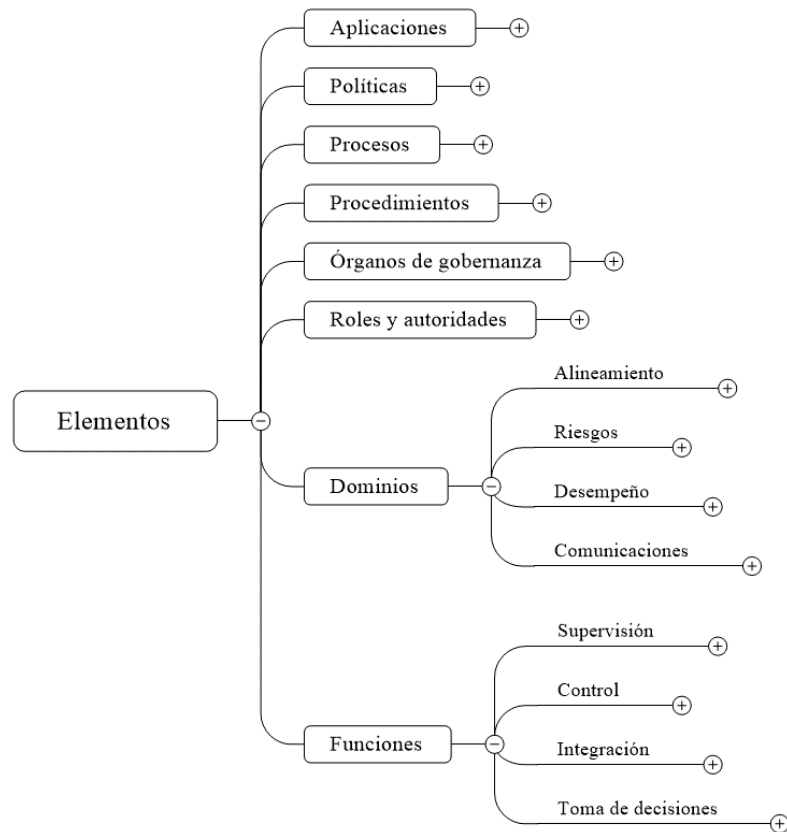 Aplicaciones
Políticas
Procesos
Procedimientos
Órganos de gobernanza
Roles y autoridades
Elementos
Dominios
Alineamiento
Riesgos
Desempeño
Comunicaciones
Funciones
Supervisión
Control
Integración
Toma de decisiones